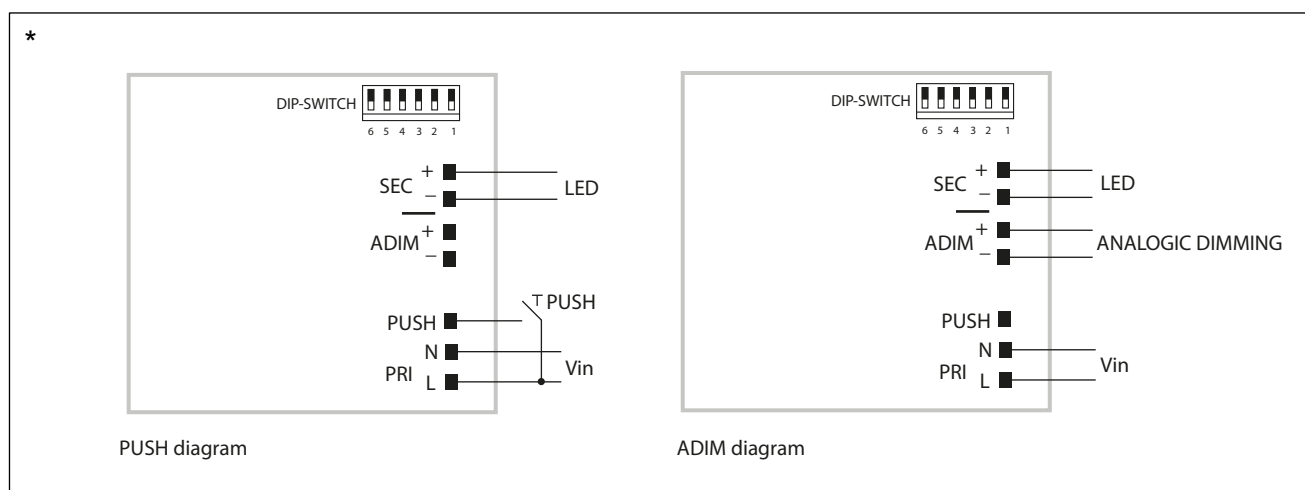 *
DIP-SWITCH
6 5 4 3 2 1
SEC + −
LED
ADIM + −
PUSH
PUSH
N
PRI L
Vin
PUSH diagram
DIP-SWITCH
6 5 4 3 2 1
SEC + −
LED
ADIM + −
ANALOGIC DIMMING
PUSH
N
PRI L
Vin
ADIM diagram